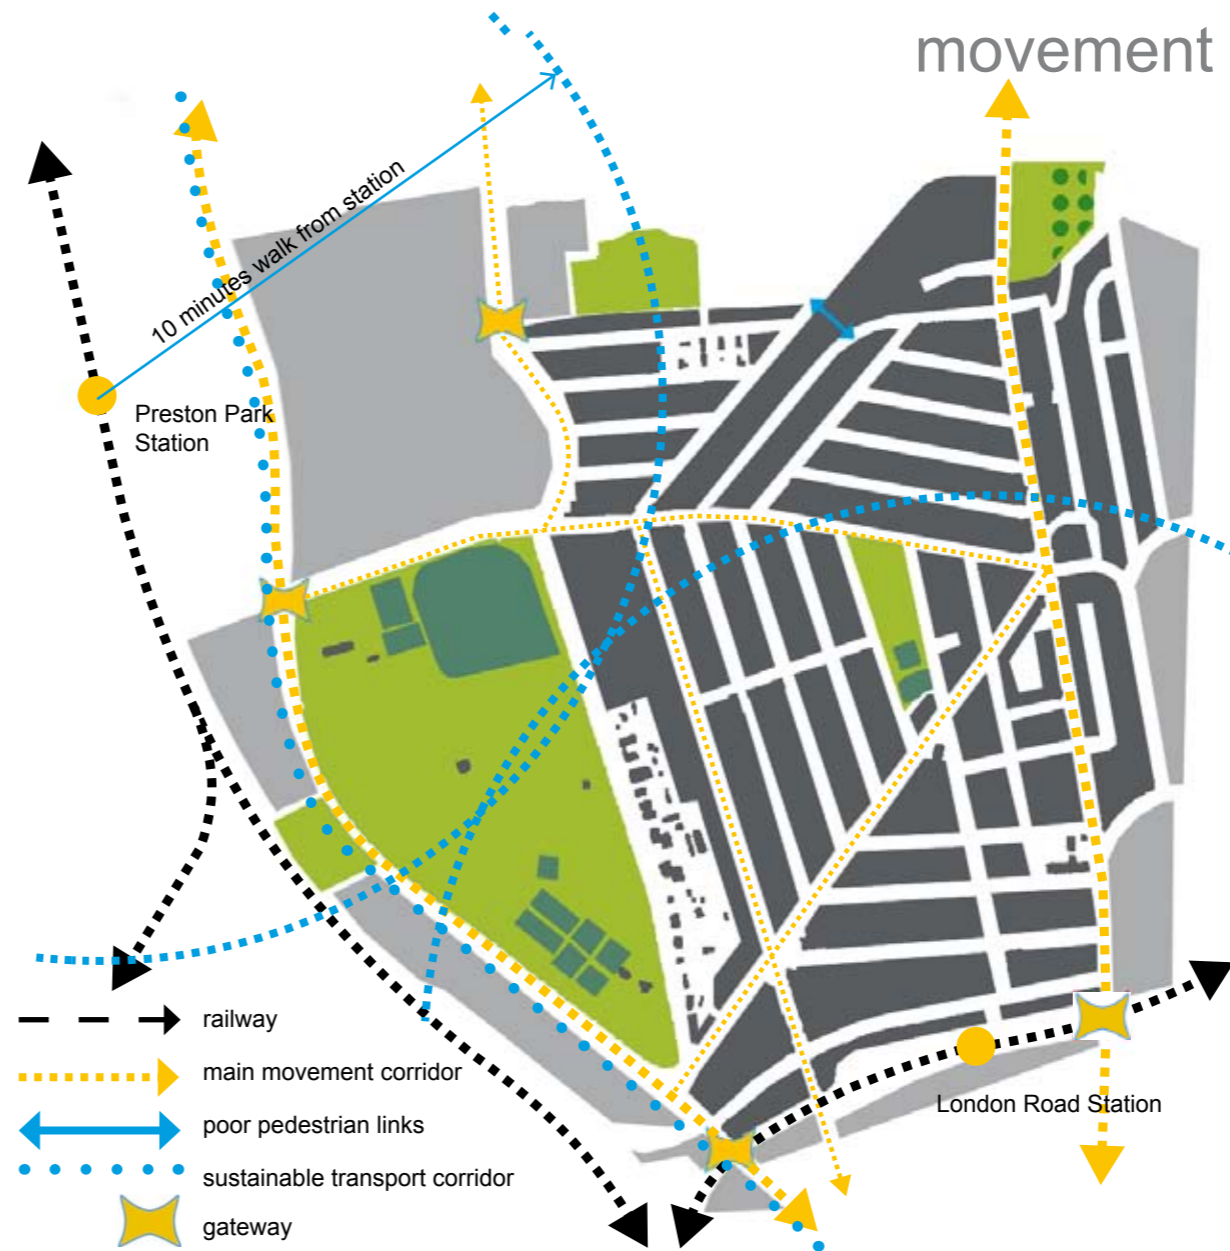 movement
10 minutes walk from station
Preston Park
Station
railway
main movement corridor
poor pedestrian links
London Road Station
sustainable transport corridor
gateway